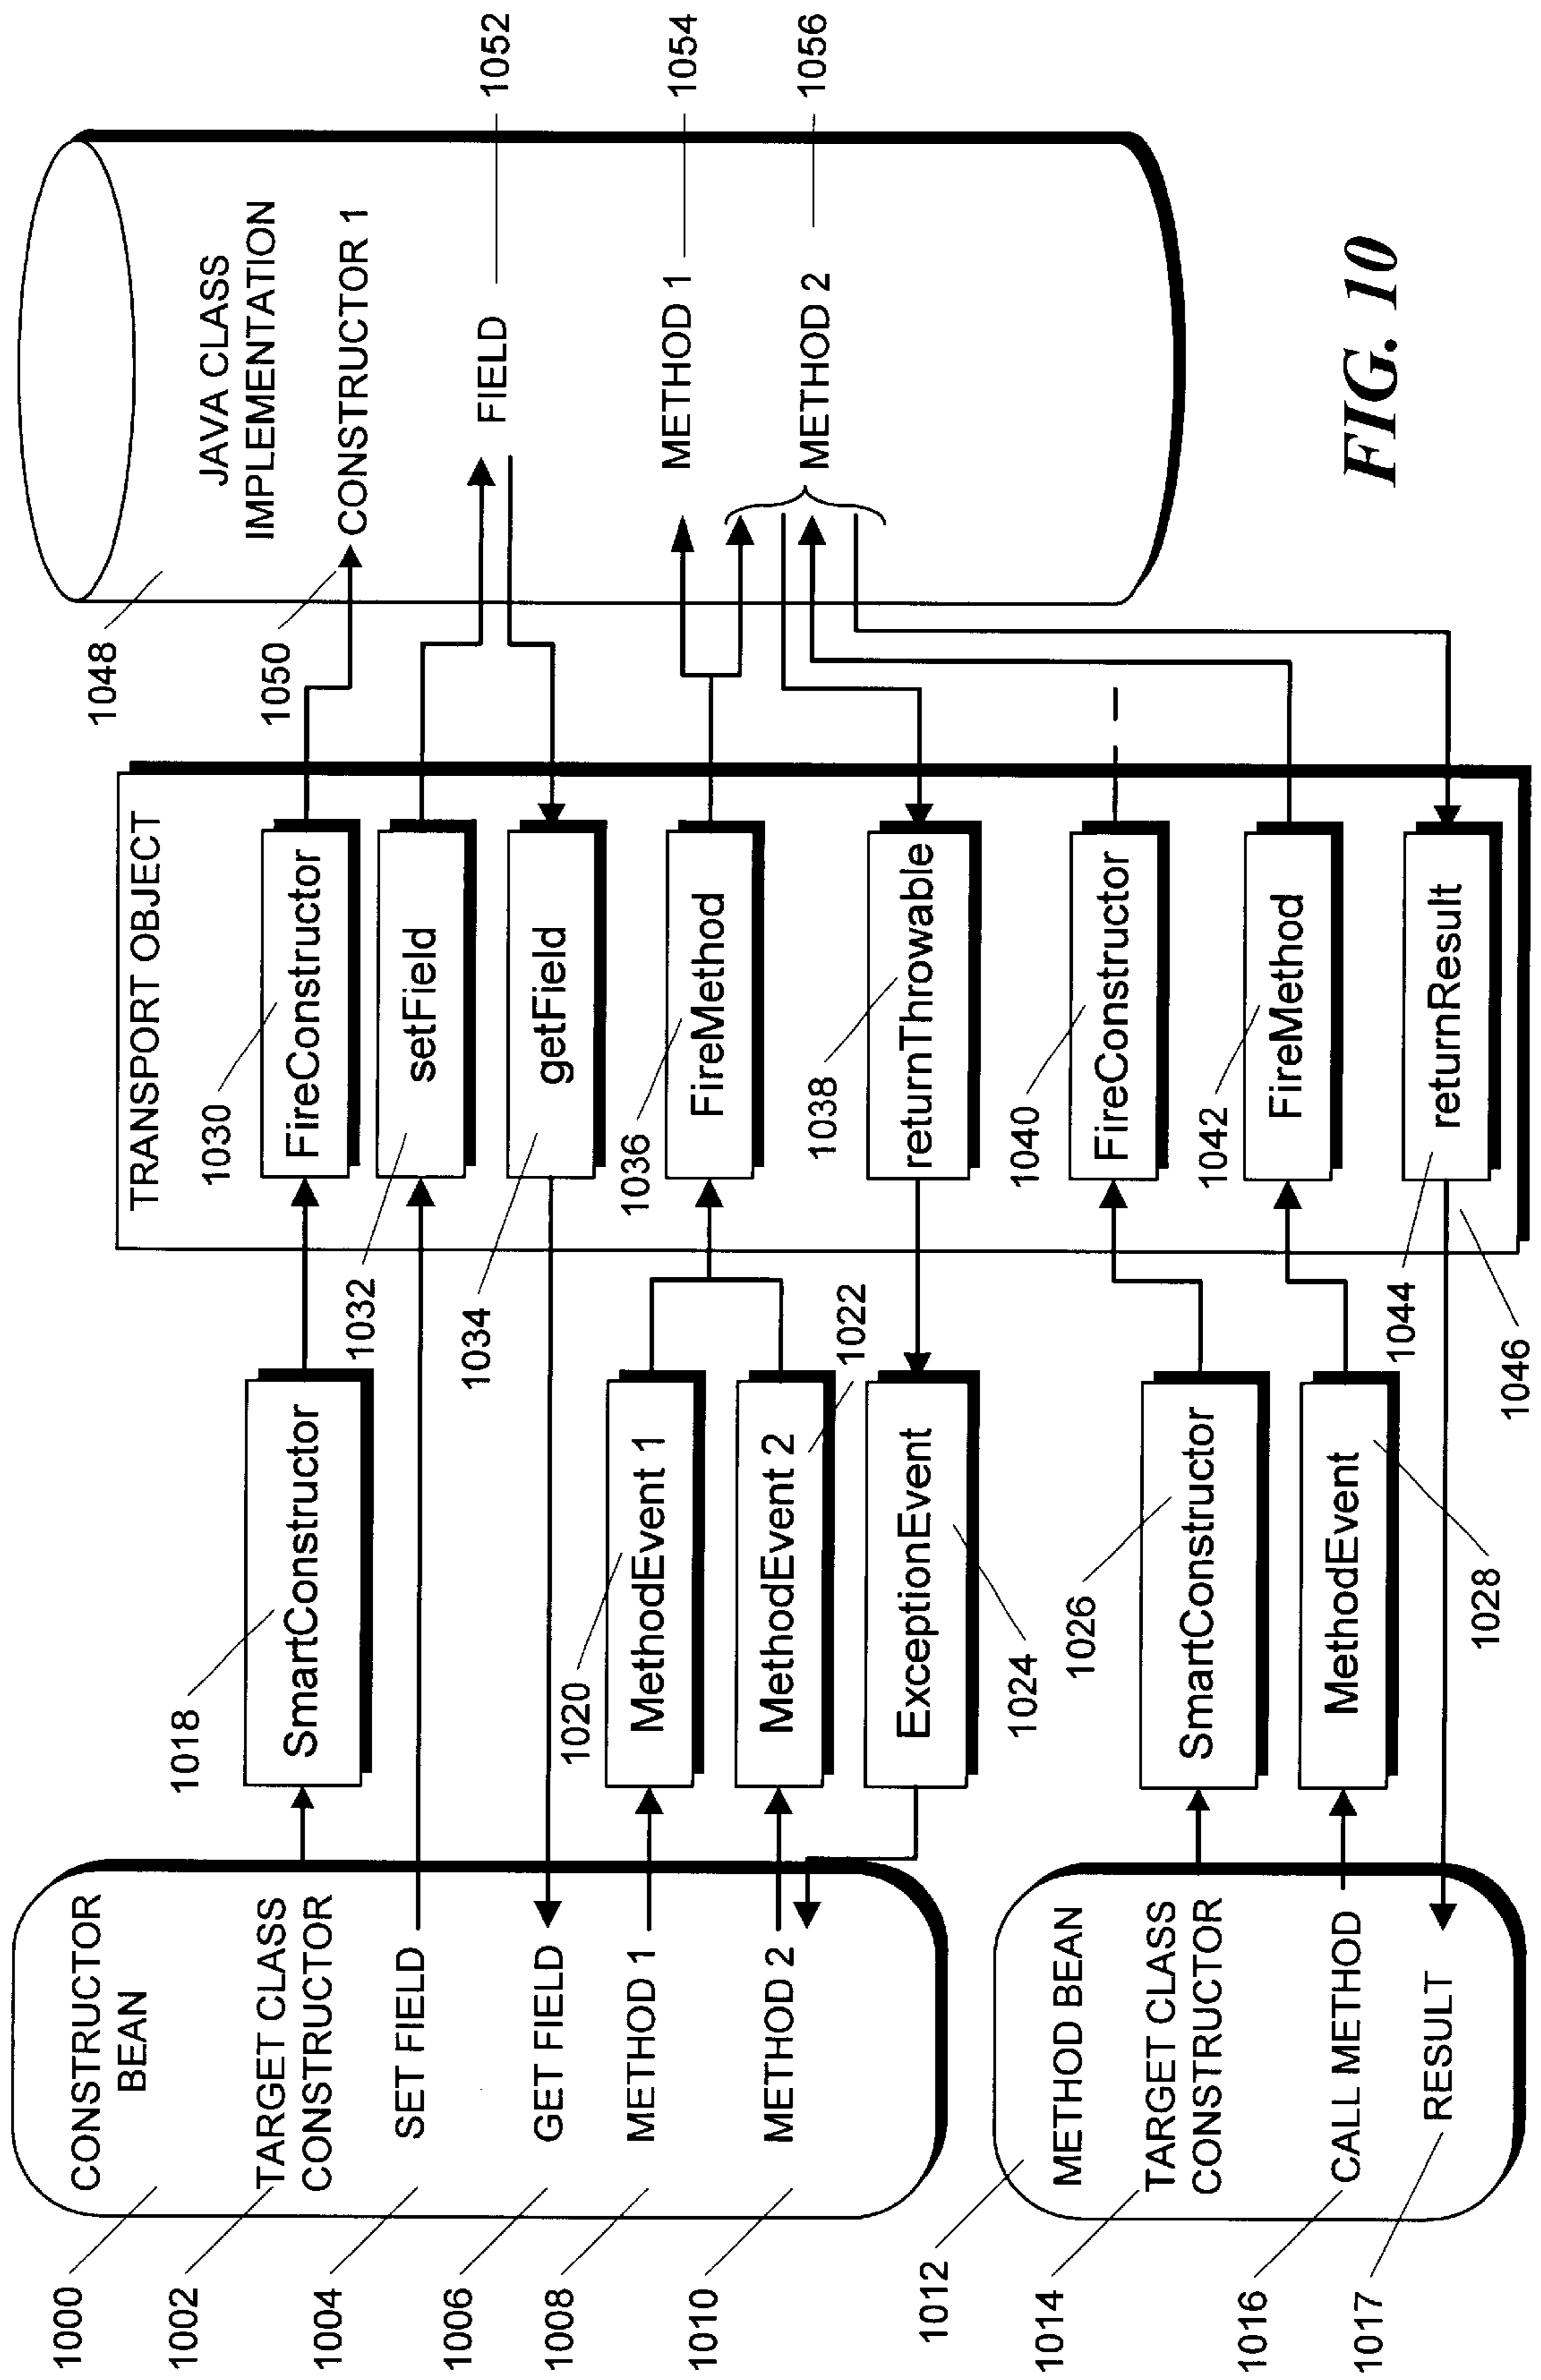 CONSTRUCTOR
BEAN
TARGET CLASS
CONSTRUCTOR
SET FIELD
GET FIELD
METHOD 1
METHOD 2
1000
1002
1004
1006
1008
1010
METHOD BEAN
TARGET CLASS
CONSTRUCTOR
CALL METHOD
RESULT
1012
1014
1016
1017
1018
SmartConstructor
1020
MethodEvent 1
MethodEvent 2
1022
ExceptionEvent
1024
1026
SmartConstructor
MethodEvent
1028
TRANSPORT OBJECT
1030
FireConstructor
1032
setField
1034
getField
1036
FireMethod
1038
returnThrowable
1040
FireConstructor
1042
FireMethod
1044
returnResult
1046
1048
JAVA CLASS
IMPLEMENTATION
1050
CONSTRUCTOR 1
FIELD
1052
METHOD 1
1054
METHOD 2
1056
FIG. 10